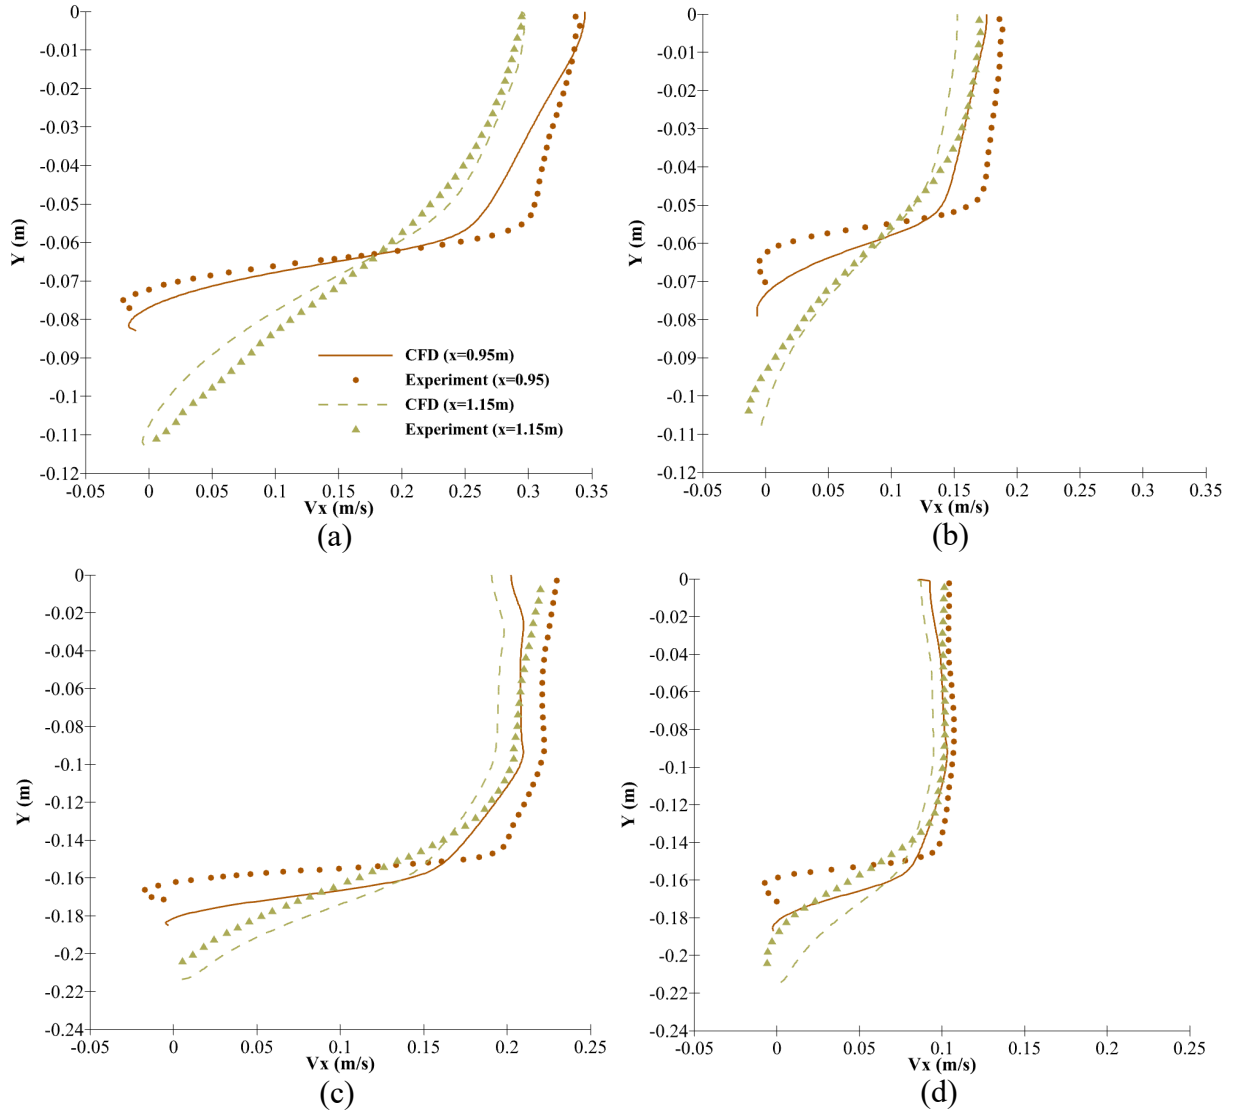 0
-0.01
-0.02
-0.03
-0.04
-0.05
-0.06
-0.07
-0.08
-0.09
-0.1
-0.11
-0.12
Y (m)
-0.05 0 0.05 0.1 0.15 0.2 0.25 0.3 0.35
Vx (m/s)
CFD (x=0.95m)
Experiment (x=0.95)
CFD (x=1.15m)
Experiment (x=1.15m)
(a)
0
-0.01
-0.02
-0.03
-0.04
-0.05
-0.06
-0.07
-0.08
-0.09
-0.1
-0.11
-0.12
Y (m)
-0.05 0 0.05 0.1 0.15 0.2 0.25 0.3 0.35
Vx (m/s)
(b)
0
-0.02
-0.04
-0.06
-0.08
-0.1
-0.12
-0.14
-0.16
-0.18
-0.2
-0.22
-0.24
Y (m)
-0.05 0 0.05 0.1 0.15 0.2 0.25
Vx (m/s)
(c)
0
-0.02
-0.04
-0.06
-0.08
-0.1
-0.12
-0.14
-0.16
-0.18
-0.2
-0.22
-0.24
Y (m)
-0.05 0 0.05 0.1 0.15 0.2 0.25
Vx (m/s)
(d)